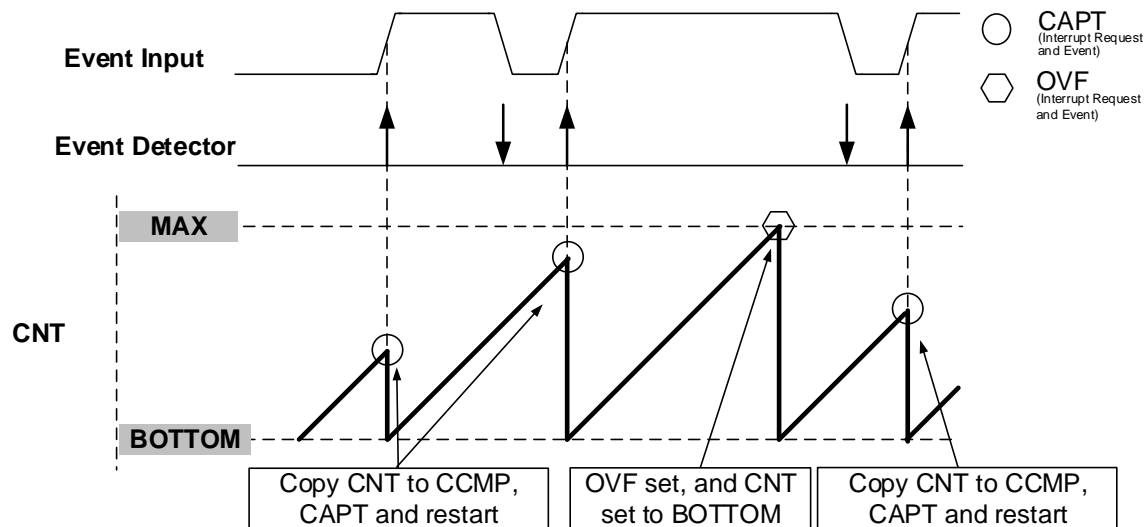 CAPT
(Interrupt Request
and Event)
Event Input
OVF
(Interrupt Request
and Event)
Event Detector
MAX
CNT
BOTTOM
Copy CNT to CCMP,
CAPT and restart
OVF set, and CNT
set to BOTTOM
Copy CNT to CCMP,
CAPT and restart